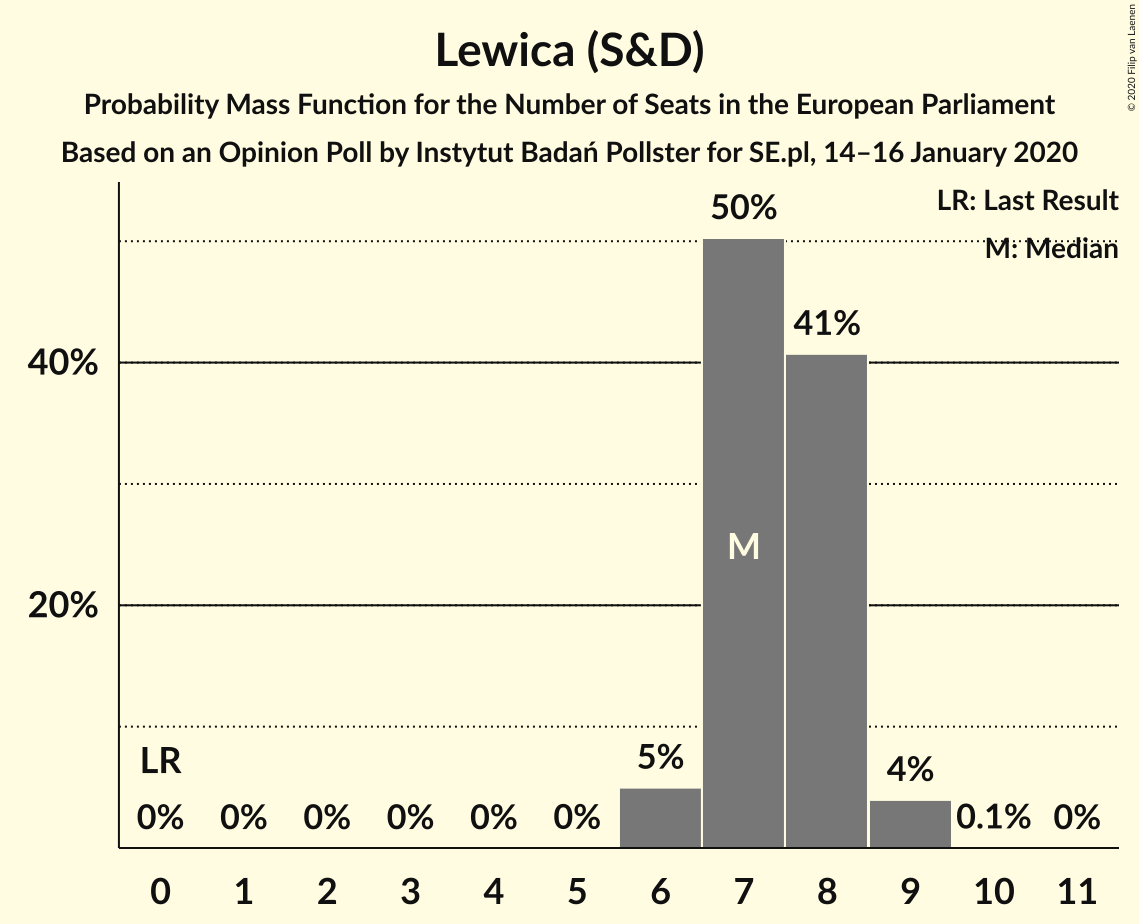 Lewica (S&D)
Probability Mass Function for the Number of Seats in the European Parliament
Based on an Opinion Poll by Instytut Badań Pollster for SE.pl, 14–16 January 2020
© 2020 Filip van Laenen
LR: Last Result
M: Median
50%
41%
40%
M
20%
LR
5%
4%
0% 0% 0% 0% 0% 0% 0.1% 0%
0 1 2 3 4 5 6 7 8 9 10 11